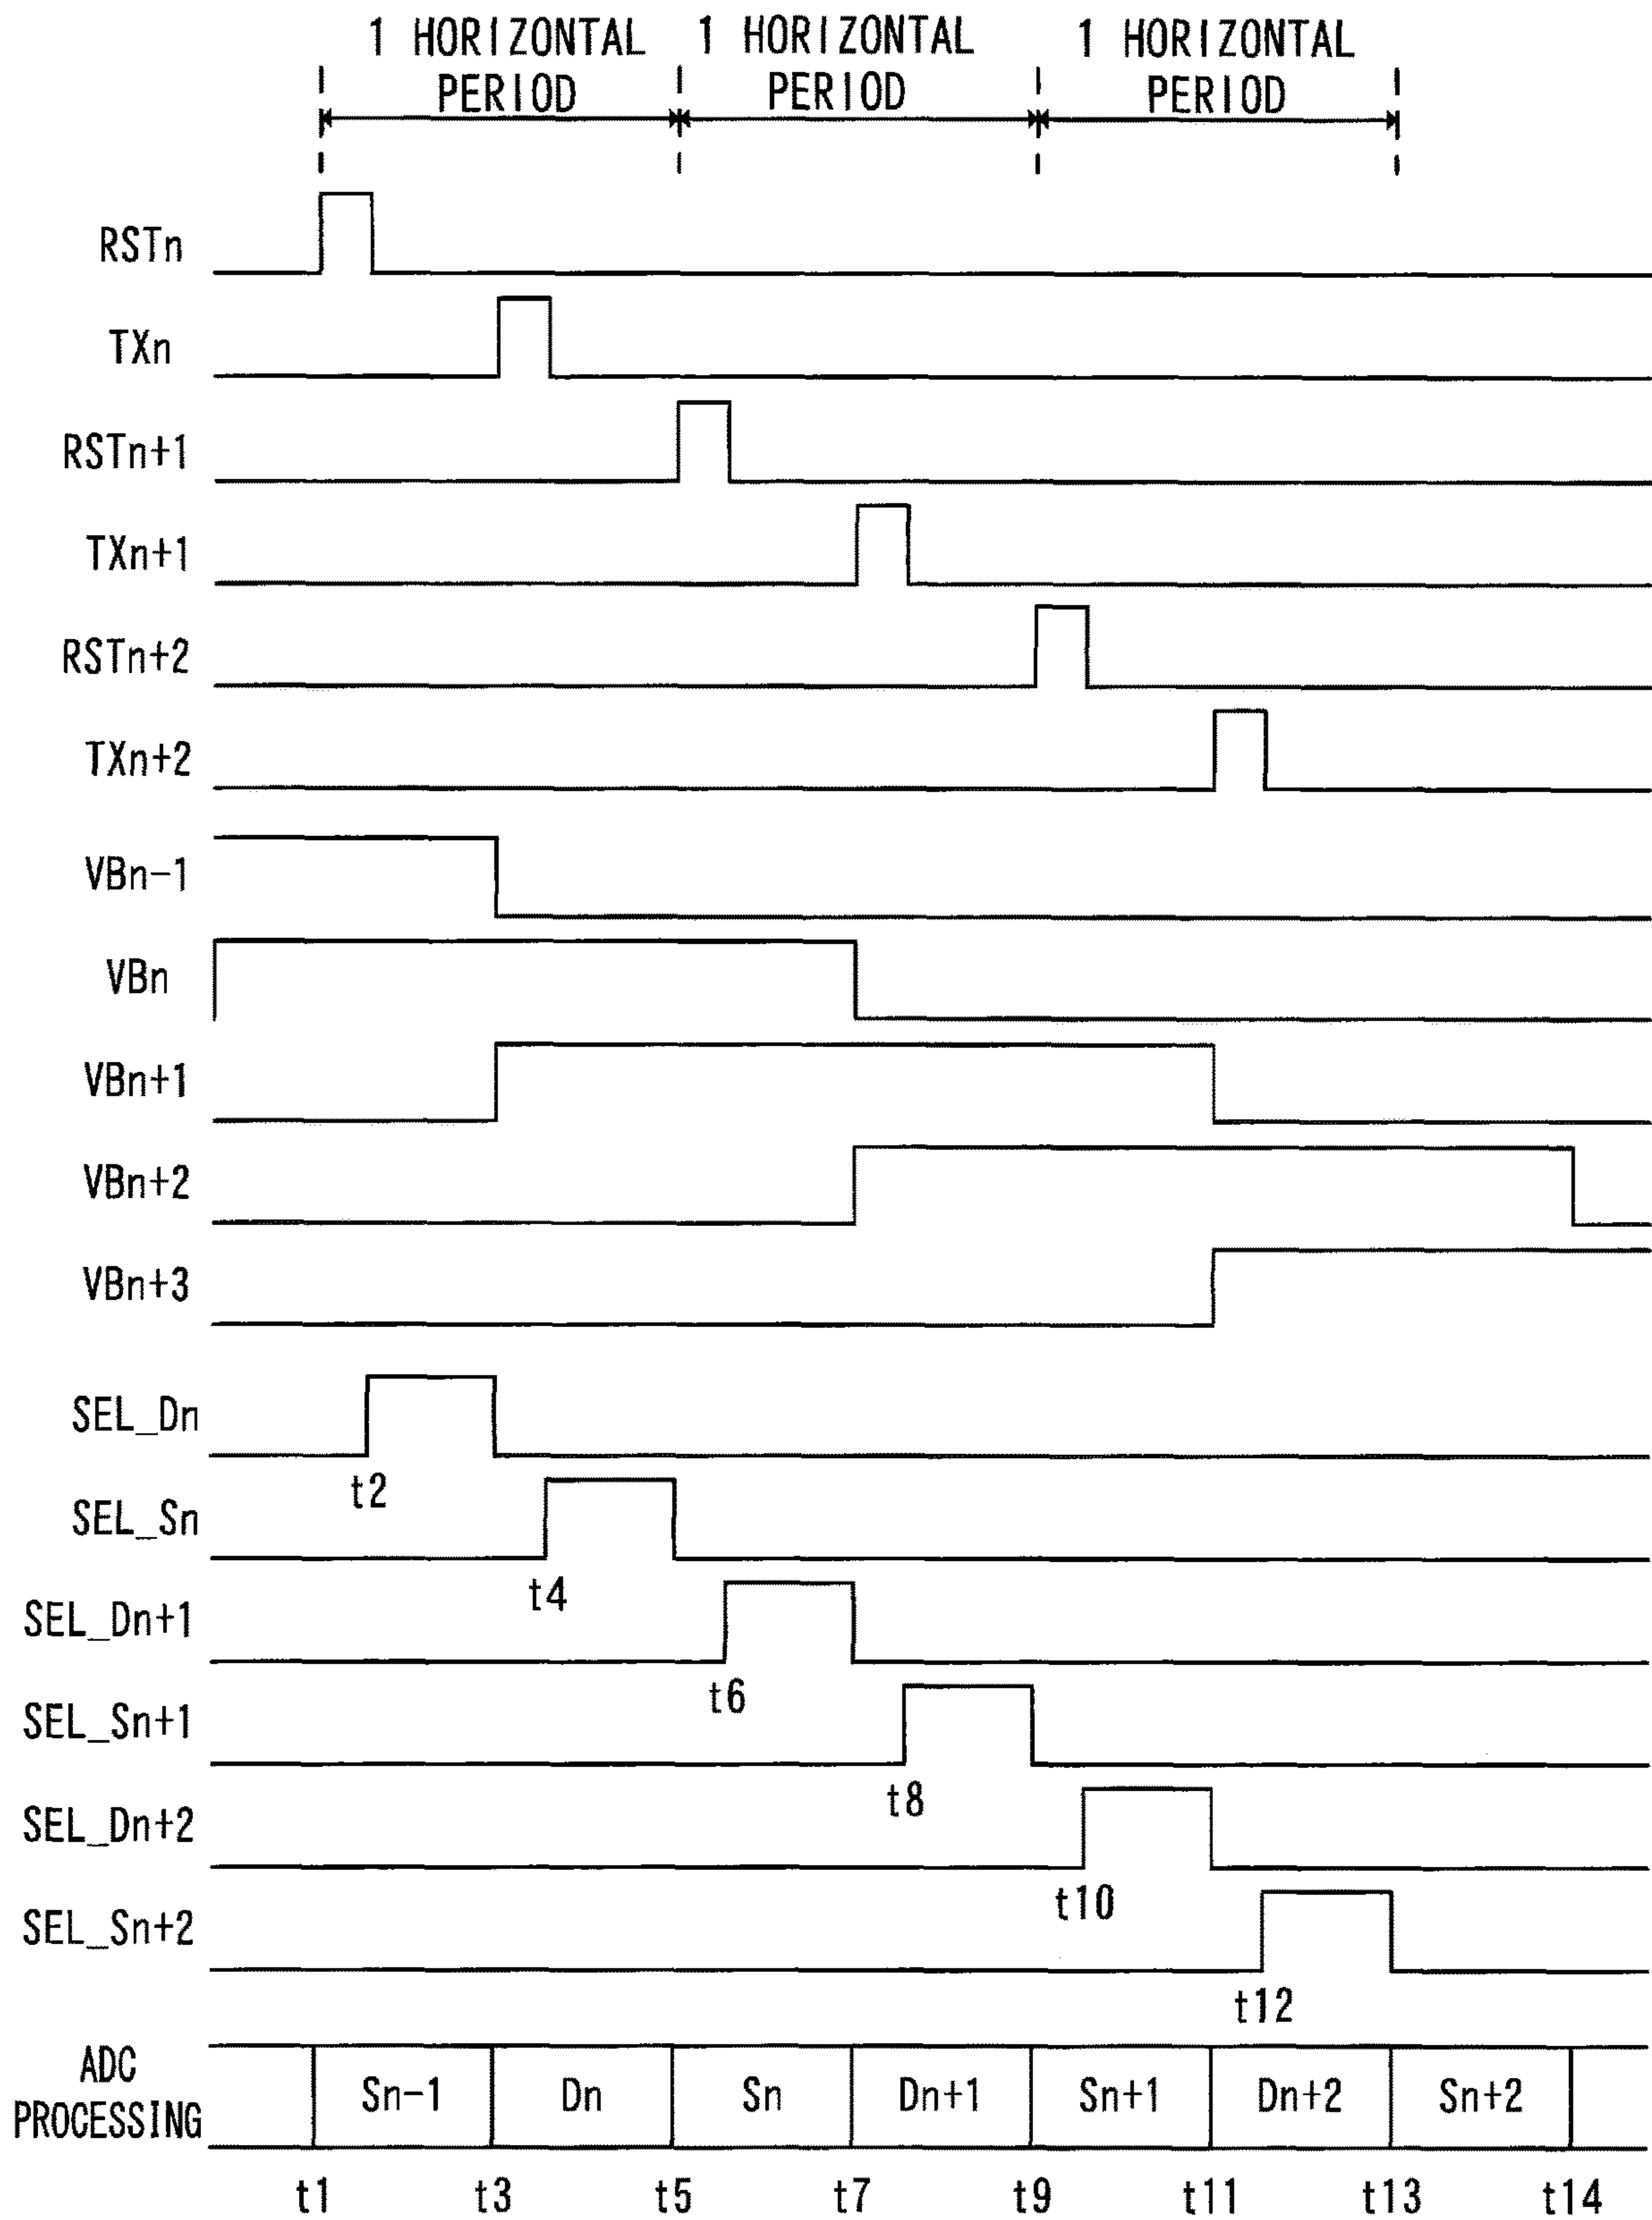 1 HORIZONTAL PERIOD
1 HORIZONTAL PERIOD
1 HORIZONTAL PERIOD
RSTn
TXn
RSTn+1
TXn+1
RSTn+2
TXn+2
VBn-1
VBn
VBn+1
VBn+2
VBn+3
SEL_Dn
t2
SEL_Sn
t4
SEL_Dn+1
t6
SEL_Sn+1
t8
SEL_Dn+2
t10
SEL_Sn+2
t12
ADC PROCESSING
Sn-1 Dn Sn Dn+1 Sn+1 Dn+2 Sn+2
t1 t3 t5 t7 t9 t11 t13 t14